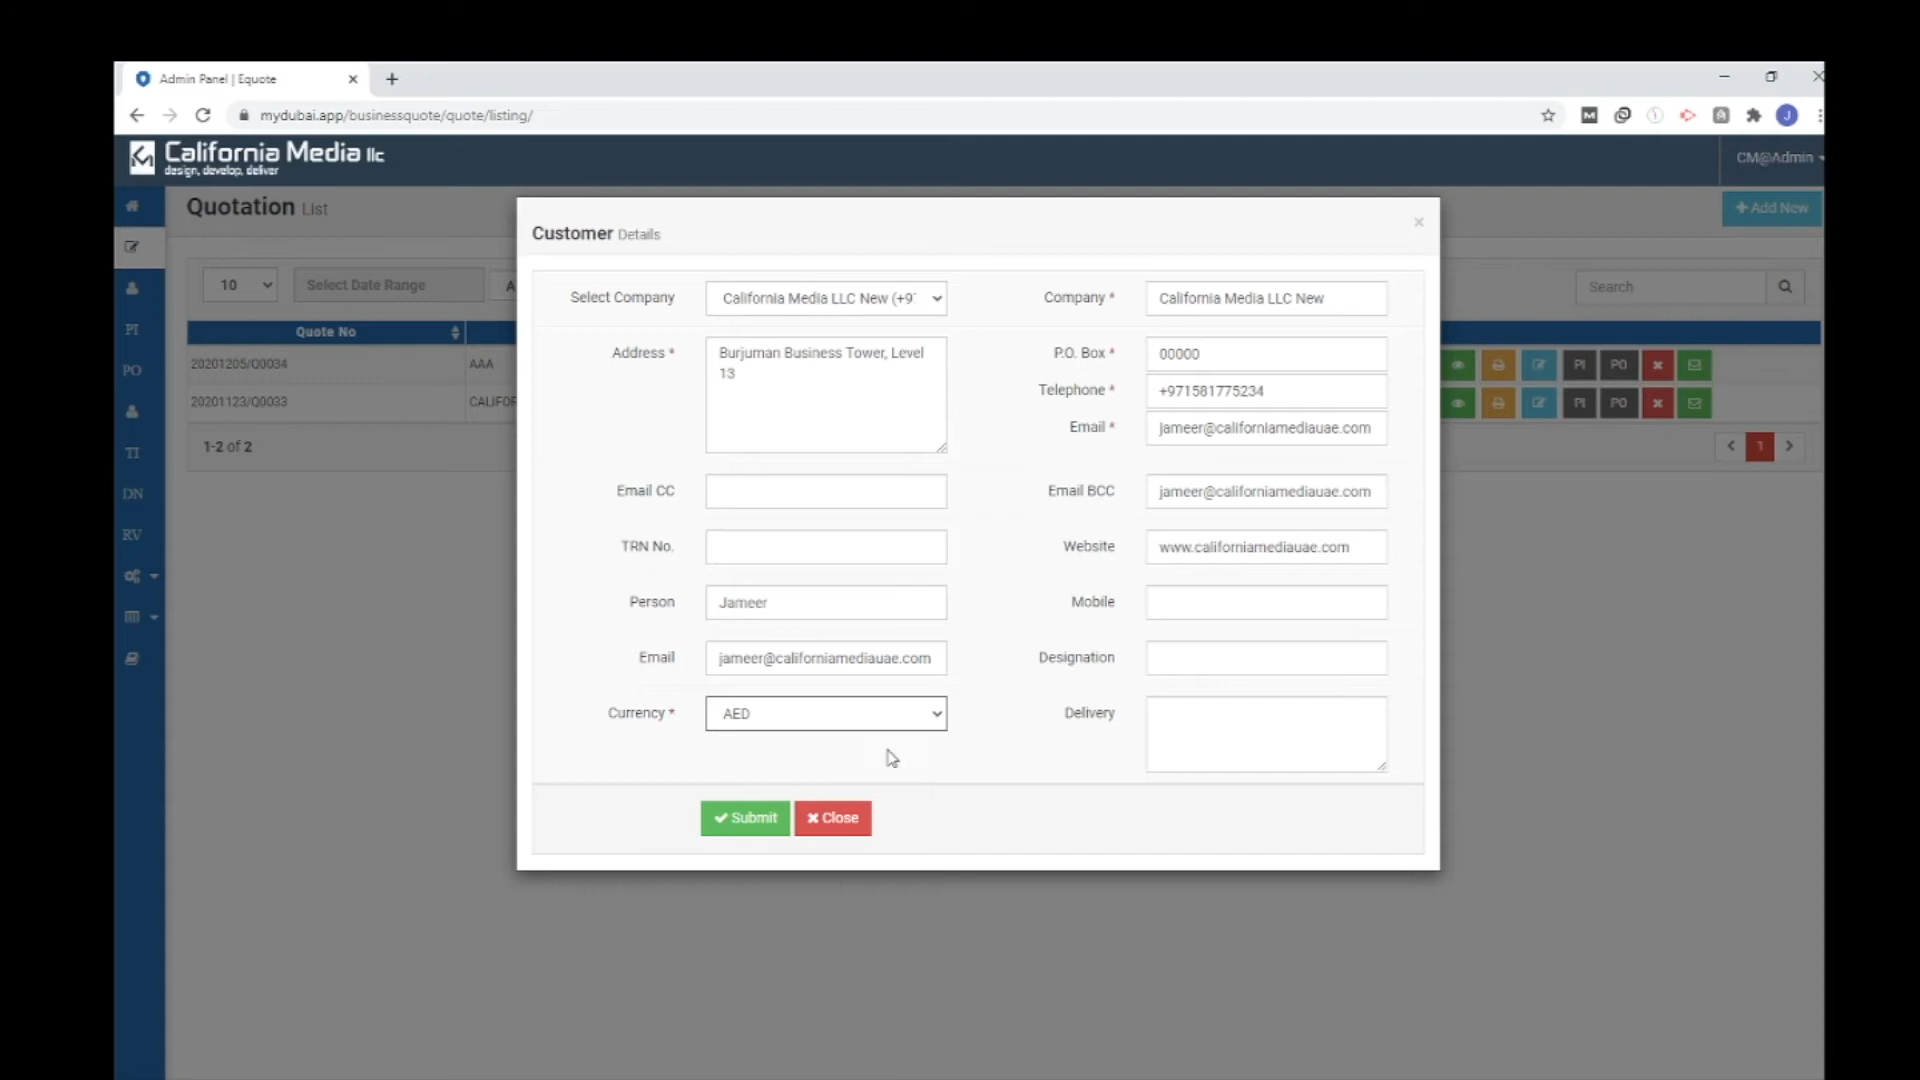 Admin Panel | Equote
mydubai.app/businessquote/quote/listing/
J
California Media llc
design, develop, deliver
CM@Admin
Quotation List
+ Add New
10
Select Date Range
A
Search
Quote No
20201205/Q0034
AAA
PI
PO
20201123/Q0033
CALIFOR
PI
PO
1-2 of 2
1
PI
PO
TI
DN
RV
Customer Details
×
Select Company
California Media LLC New (+9
Company *
California Media LLC New
Address *
Burjuman Business Tower, Level
13
P.O. Box *
00000
Telephone *
+971581775234
Email *
jameer@californiamediauae.com
Email CC
Email BCC
jameer@californiamediauae.com
TRN No.
Website
www.californiamediauae.com
Person
Jameer
Mobile
Email
jameer@californiamediauae.com
Designation
Currency *
AED
Delivery
Submit
Close